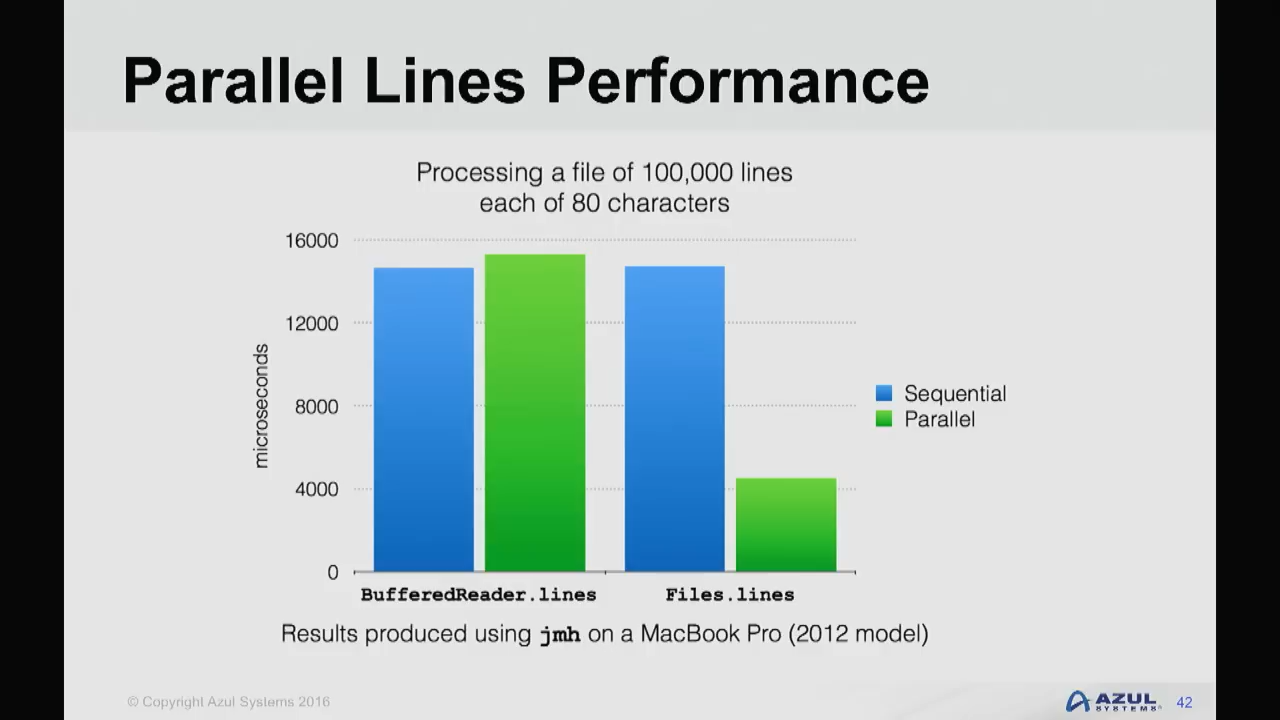 Parallel Lines Performance
Processing a file of 100,000 lines
each of 80 characters
16000
12000
8000
4000
0
microseconds
Sequential
Parallel
BufferedReader.lines
Files.lines
Results produced using jmh on a MacBook Pro (2012 model)
© Copyright Azul Systems 2016
AZUL
SYSTEMS
42